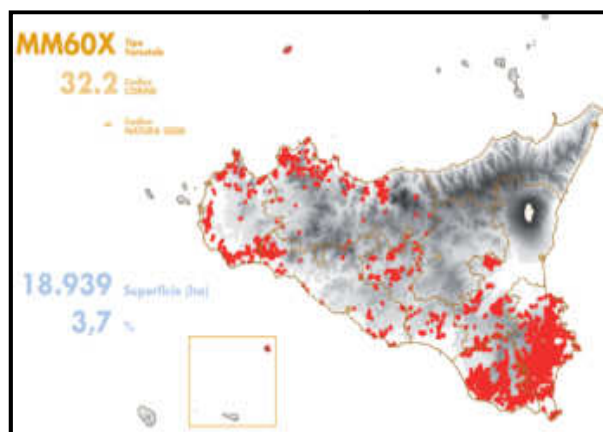 MM60X Tipo Forestale
32.2 Codice CORINE
- Codice NATURA 2000
18.939 Superficie (ha)
3,7 %